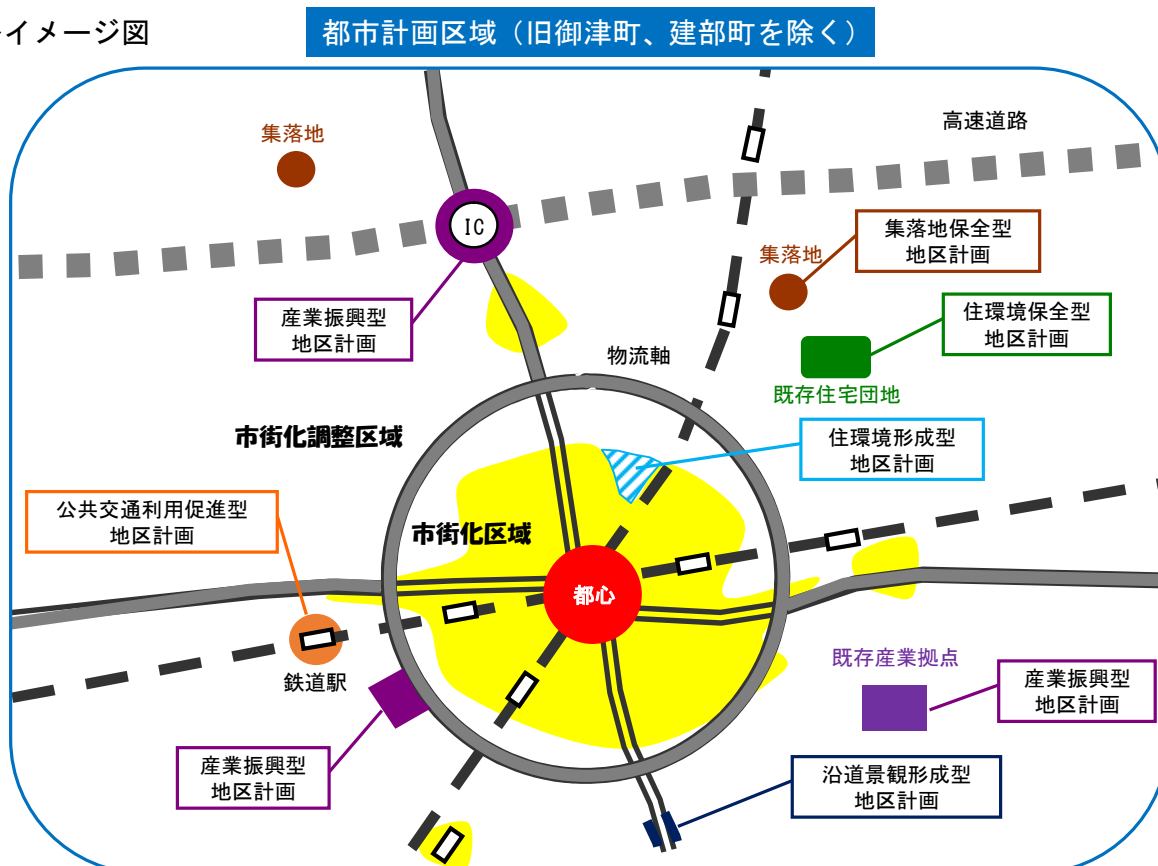 イメージ図
都市計画区域（旧御津町、建部町を除く）
集落地
高速道路
IC
集落地保全型
地区計画
集落地
産業振興型
地区計画
住環境保全型
地区計画
物流軸
既存住宅団地
市街化調整区域
住環境形成型
地区計画
公共交通利用促進型
地区計画
市街化区域
都心
鉄道駅
既存産業拠点
産業振興型
地区計画
産業振興型
地区計画
沿道景観形成型
地区計画